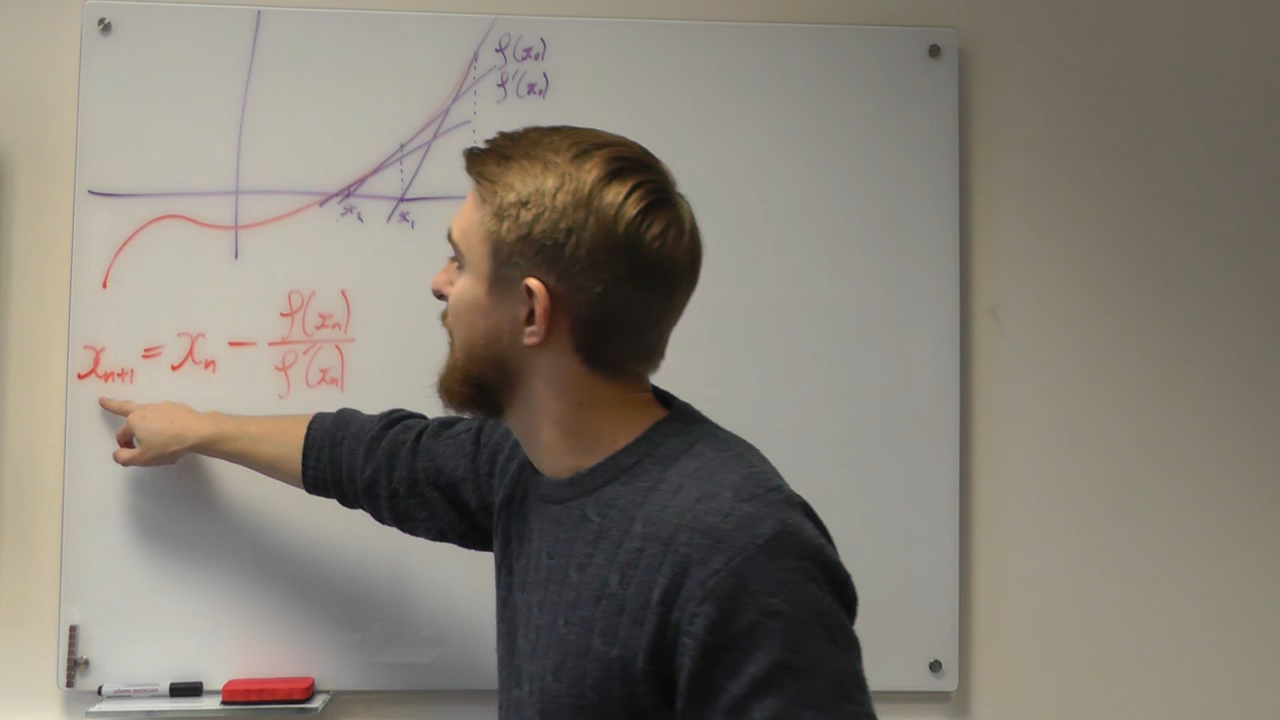 f(x₀)
f'(x₀)
x₂ x₁
xₙ₊₁ = xₙ - f(xₙ)/f'(xₙ)